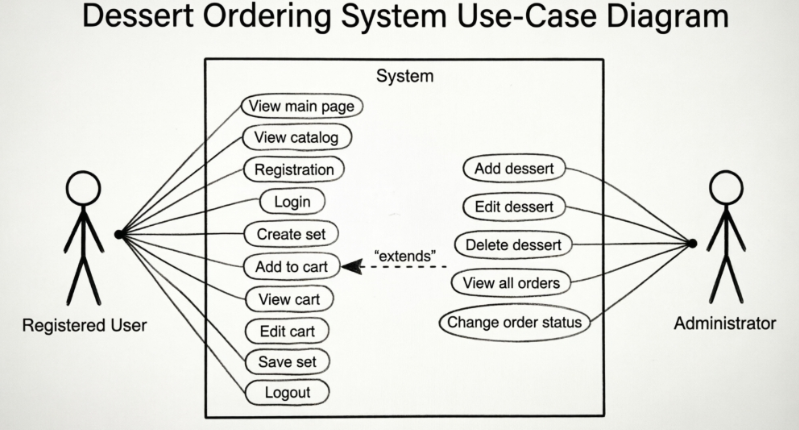 Dessert Ordering System Use-Case Diagram
System
View main page
View catalog
Registration
Login
Create set
Add to cart
View cart
Edit cart
Save set
Logout
"extends"
Add dessert
Edit dessert
Delete dessert
View all orders
Change order status
Registered User
Administrator